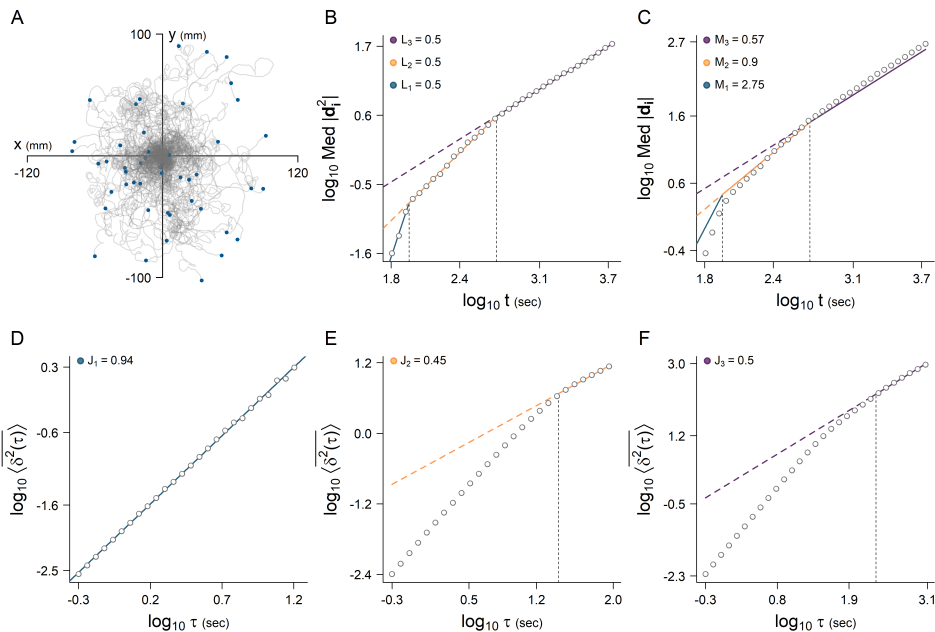 A
y (mm)
100
x (mm)
-120
120
-100
B
L₃ = 0.5
L₂ = 0.5
L₁ = 0.5
log₁₀ Med |dᵢ²|
1.7
0.6
-0.5
-1.6
1.8 2.4 3.1 3.7
log₁₀ t (sec)
C
M₃ = 0.57
M₂ = 0.9
M₁ = 2.75
log₁₀ Med |dᵢ|
2.7
1.6
0.6
-0.4
1.8 2.4 3.1 3.7
log₁₀ t (sec)
D
J₁ = 0.94
log₁₀ ⟨δ²(τ)⟩
0.3
-0.6
-1.6
-2.5
-0.3 0.2 0.7 1.2
log₁₀ τ (sec)
E
J₂ = 0.45
log₁₀ ⟨δ²(τ)⟩
1.2
0.0
-1.2
-2.4
-0.3 0.5 1.2 2.0
log₁₀ τ (sec)
F
J₃ = 0.5
log₁₀ ⟨δ²(τ)⟩
3.0
1.2
-0.5
-2.3
-0.3 0.8 1.9 3.1
log₁₀ τ (sec)